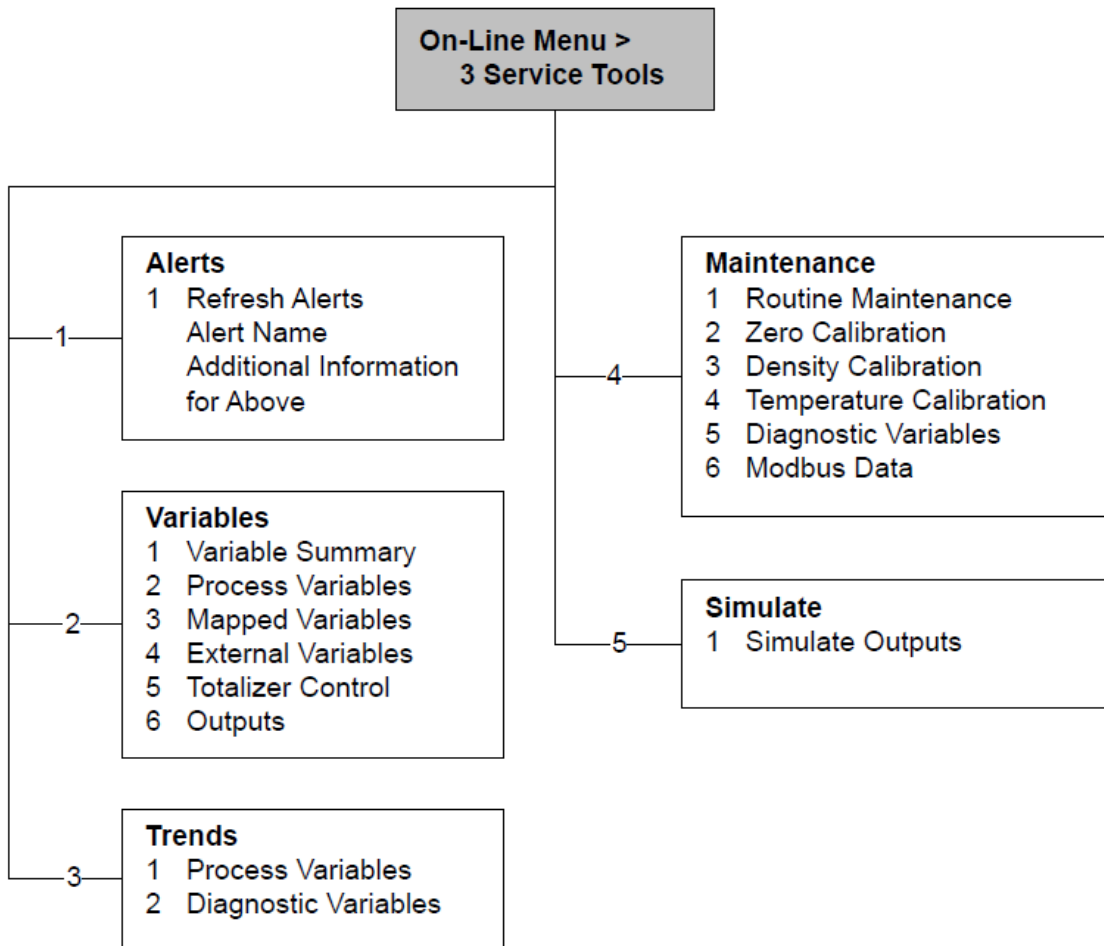 On-Line Menu >
3 Service Tools
1
Alerts
1 Refresh Alerts
Alert Name
Additional Information
for Above
2
Variables
1 Variable Summary
2 Process Variables
3 Mapped Variables
4 External Variables
5 Totalizer Control
6 Outputs
3
Trends
1 Process Variables
2 Diagnostic Variables
4
Maintenance
1 Routine Maintenance
2 Zero Calibration
3 Density Calibration
4 Temperature Calibration
5 Diagnostic Variables
6 Modbus Data
5
Simulate
1 Simulate Outputs